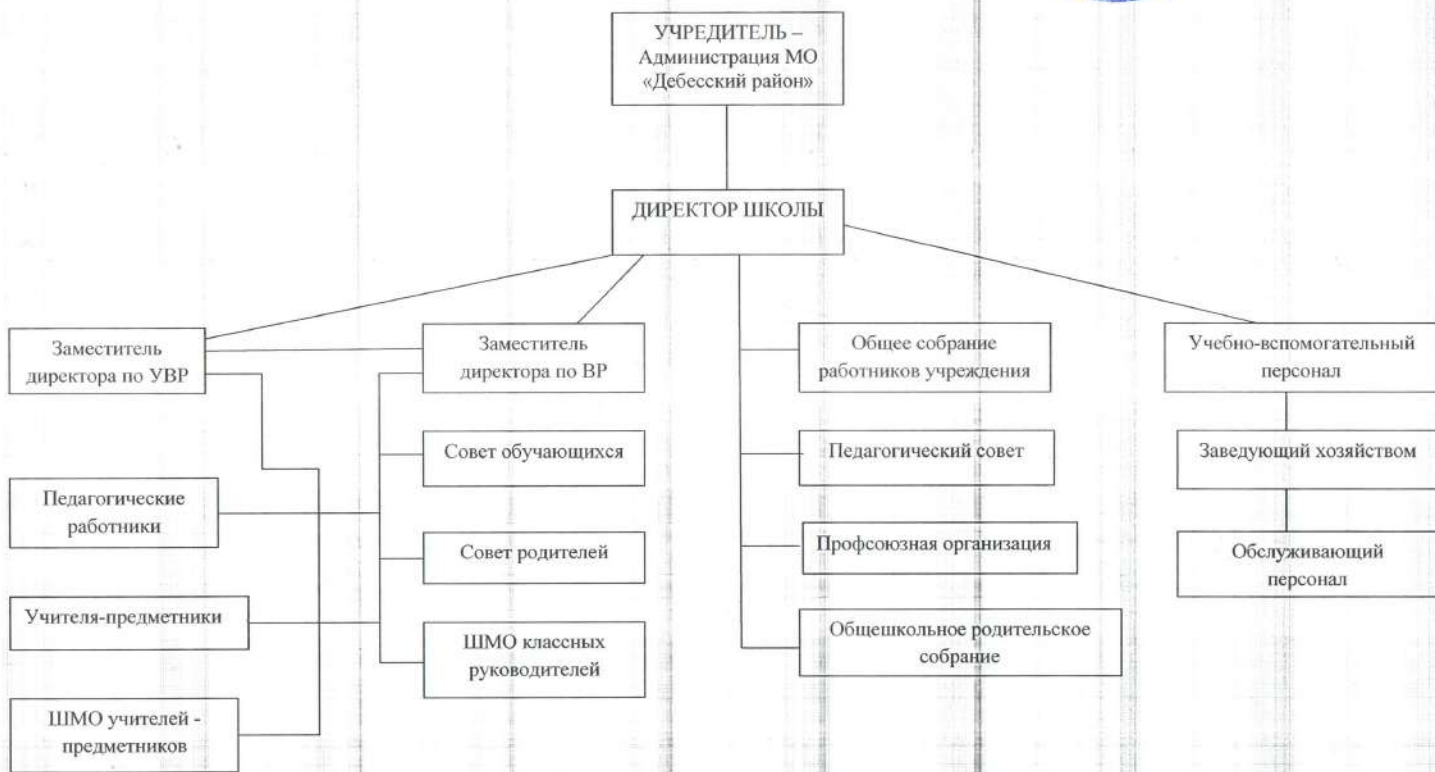 УЧРЕДИТЕЛЬ –
Администрация МО
«Дебесский район»
ДИРЕКТОР ШКОЛЫ
Заместитель
директора по УВР
Заместитель
директора по ВР
Общее собрание
работников учреждения
Учебно-вспомогательный
персонал
Совет обучающихся
Педагогический совет
Заведующий хозяйством
Педагогические
работники
Совет родителей
Профсоюзная организация
Обслуживающий
персонал
Учителя-предметники
ШМО классных
руководителей
Общешкольное родительское
собрание
ШМО учителей -
предметников